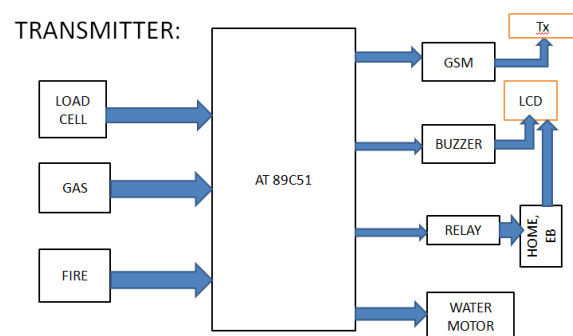 TRANSMITTER:
Tx
GSM
LOAD
CELL
LCD
BUZZER
GAS
AT 89C51
RELAY
HOME,
EB
FIRE
WATER
MOTOR